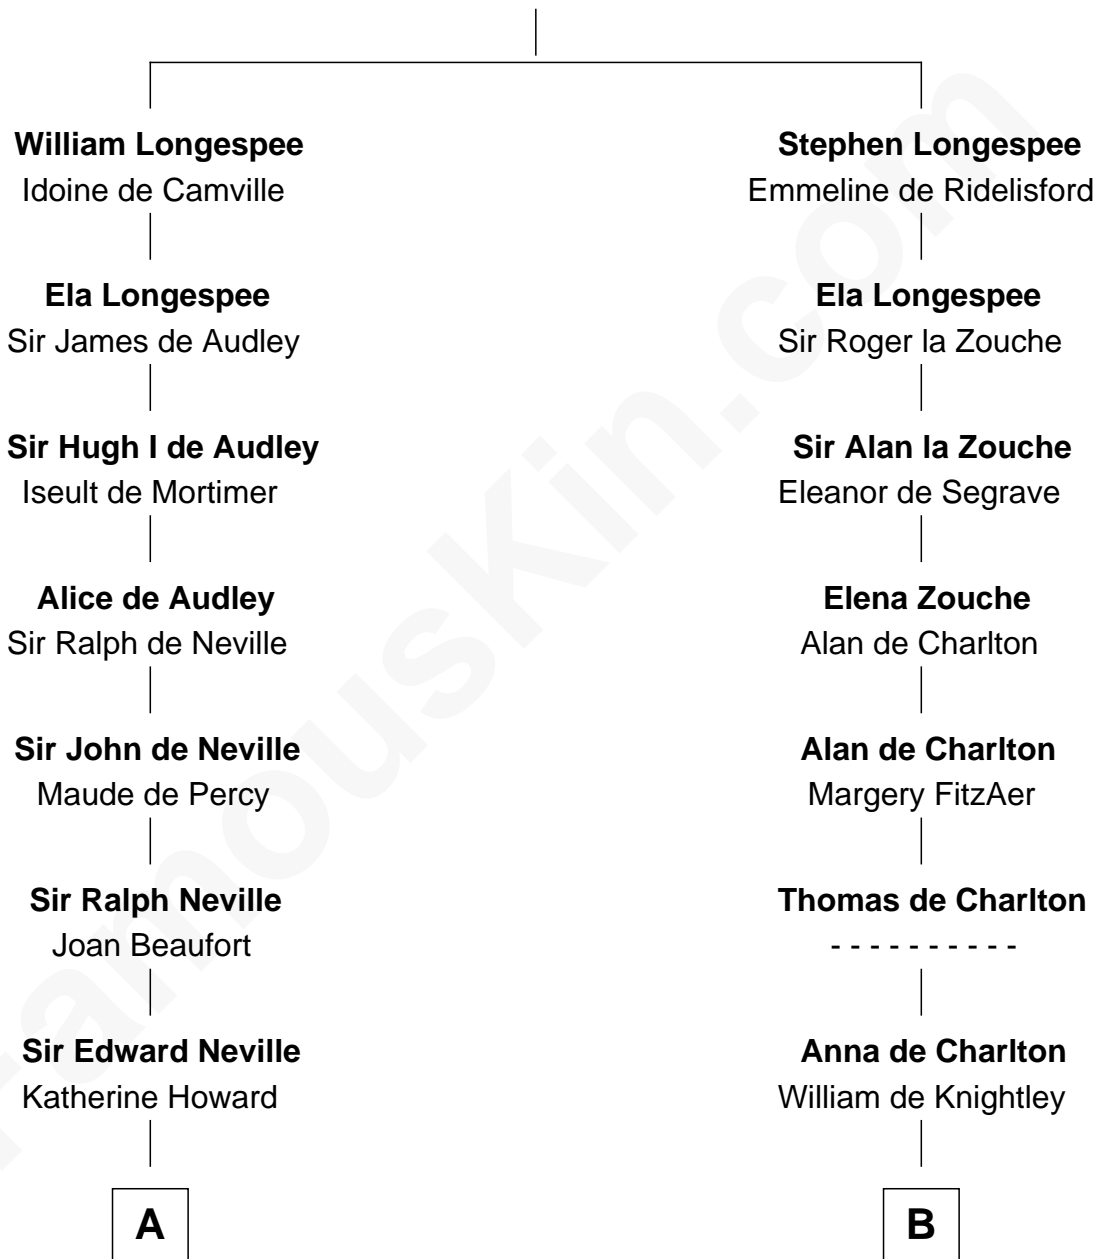 William Longespee
Idoine de Camville
Ela Longespee
Sir James de Audley
Sir Hugh I de Audley
Iseult de Mortimer
Alice de Audley
Sir Ralph de Neville
Sir John de Neville
Maude de Percy
Sir Ralph Neville
Joan Beaufort
Sir Edward Neville
Katherine Howard
A
Stephen Longespee
Emmeline de Ridelisford
Ela Longespee
Sir Roger la Zouche
Sir Alan la Zouche
Eleanor de Segrave
Elena Zouche
Alan de Charlton
Alan de Charlton
Margery FitzAer
Thomas de Charlton
- - - - - - - - - -
Anna de Charlton
William de Knightley
B
FamousKin.com